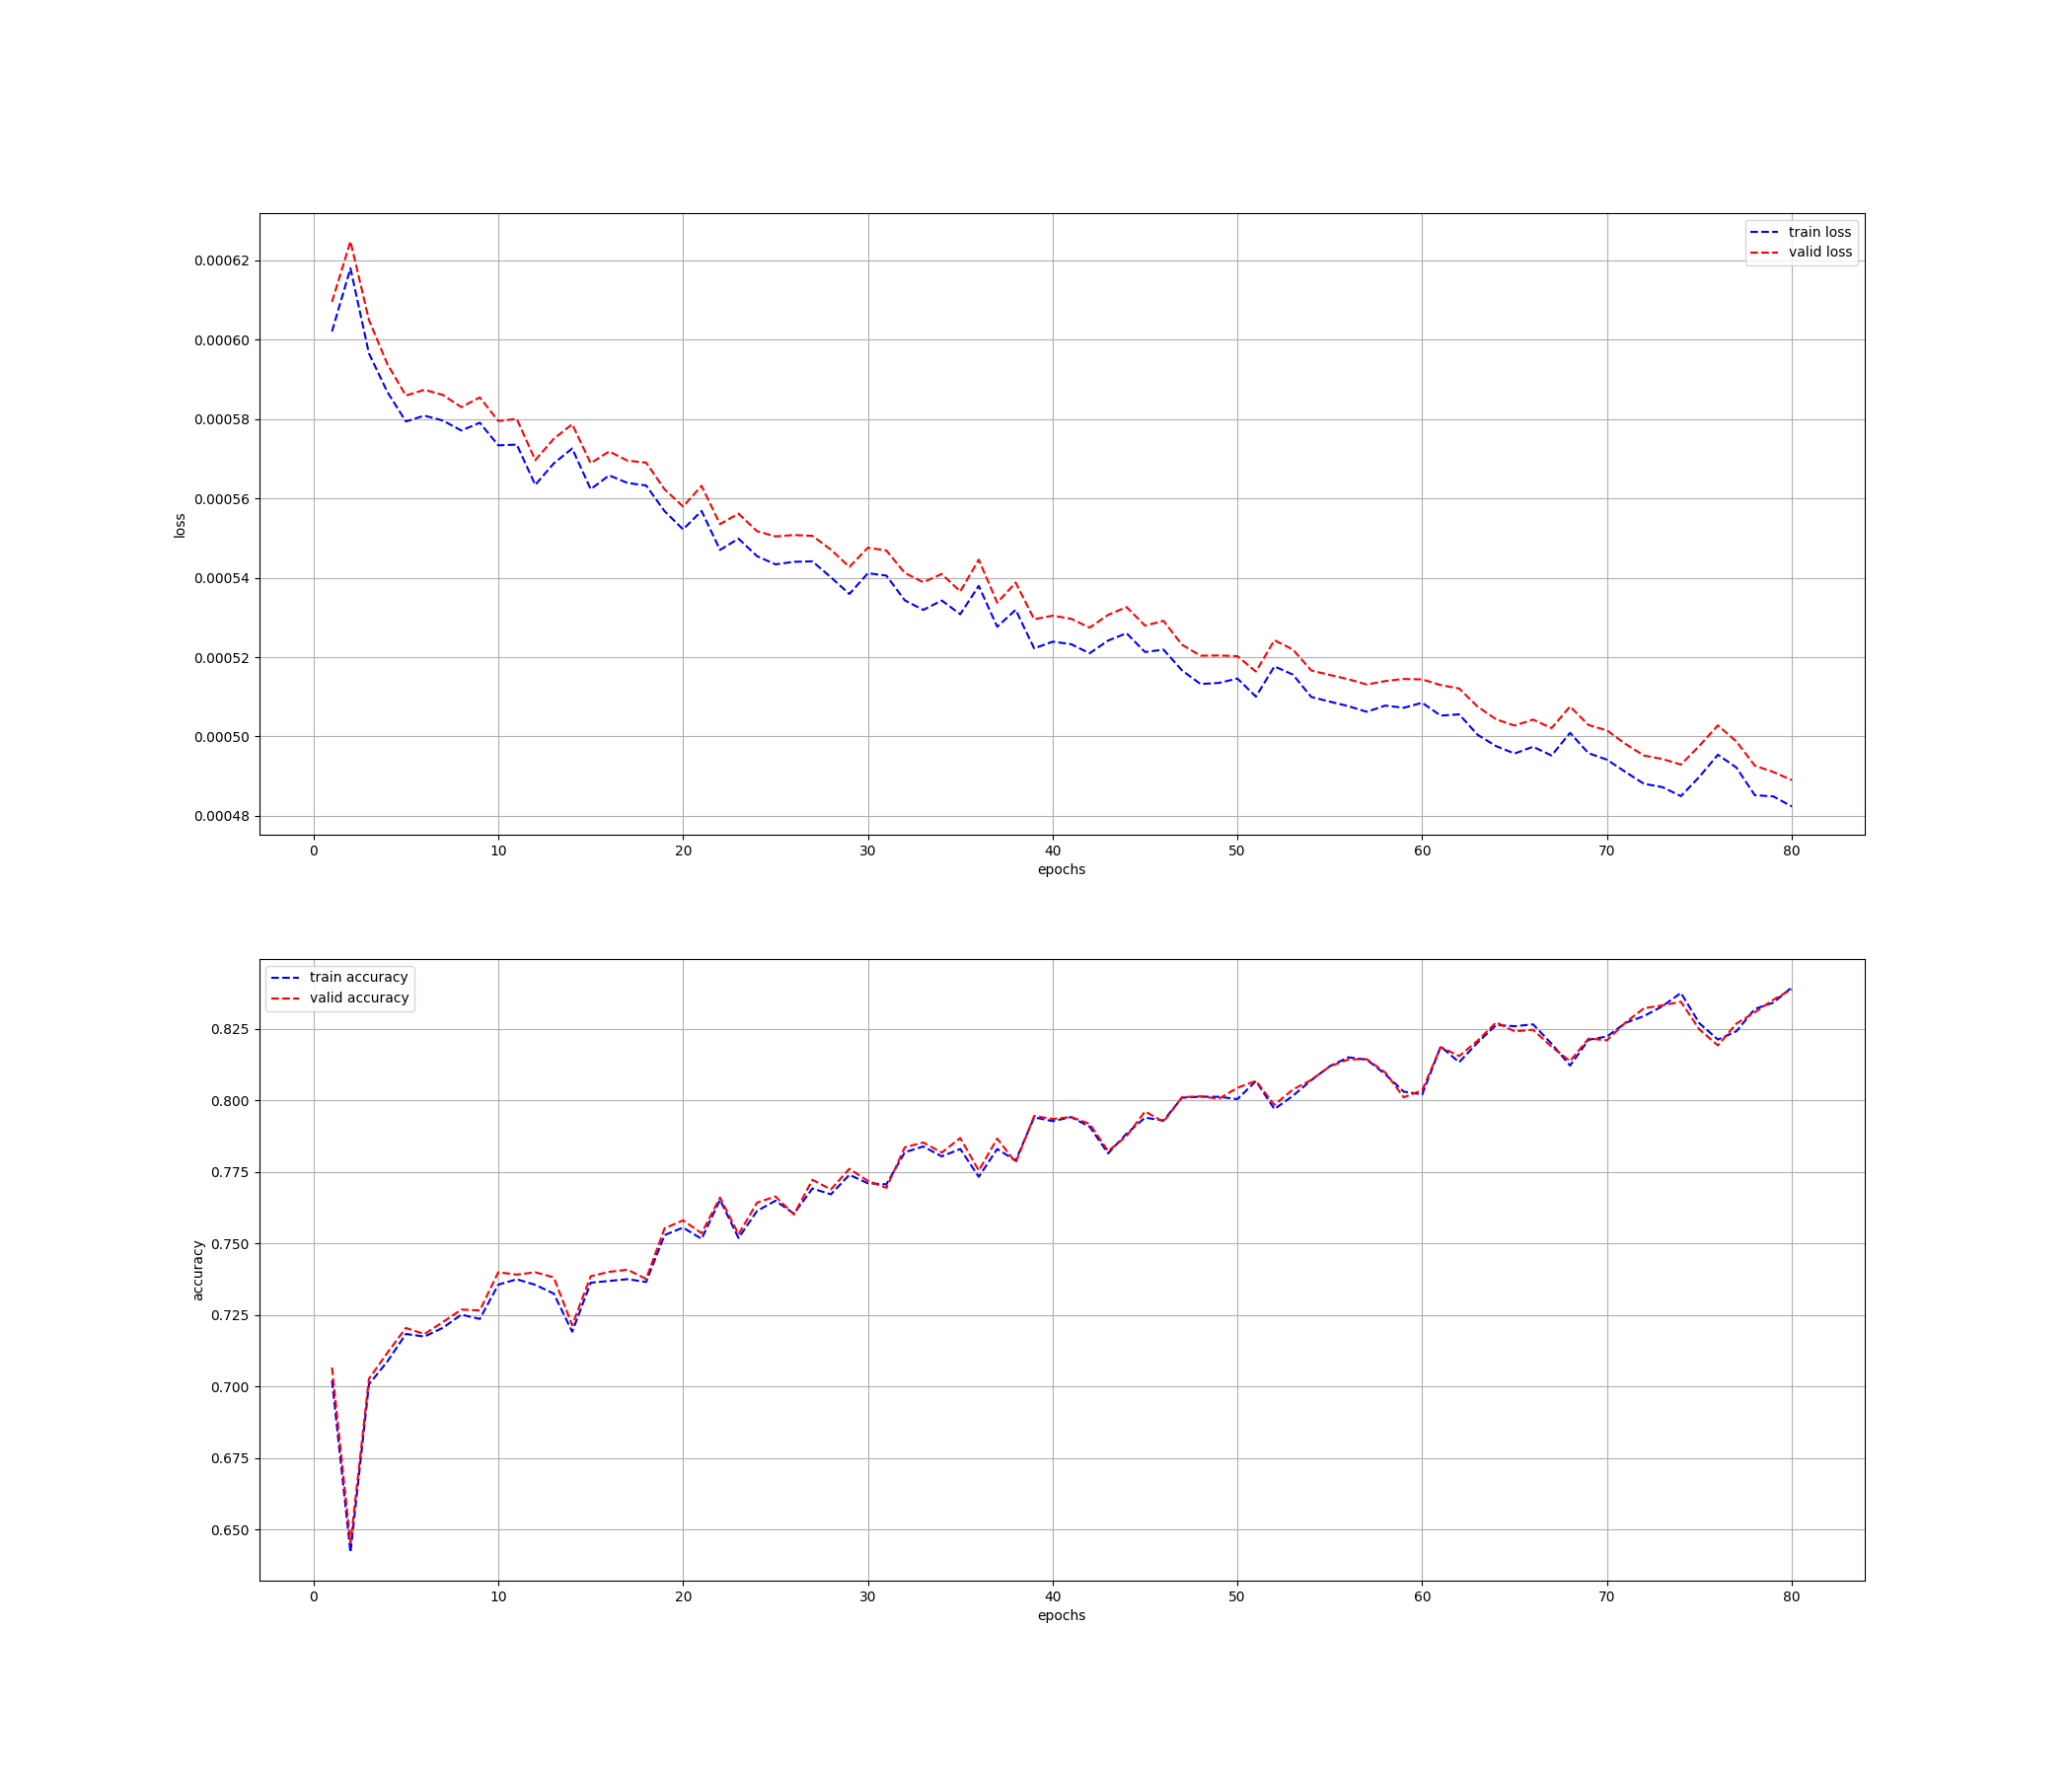 train loss
valid loss
0.00062
0.00060
0.00058
0.00056
0.00054
0.00052
0.00050
0.00048
loss
0 10 20 30 40 50 60 70 80
epochs
train accuracy
valid accuracy
0.825
0.800
0.775
0.750
0.725
0.700
0.675
0.650
accuracy
0 10 20 30 40 50 60 70 80
epochs